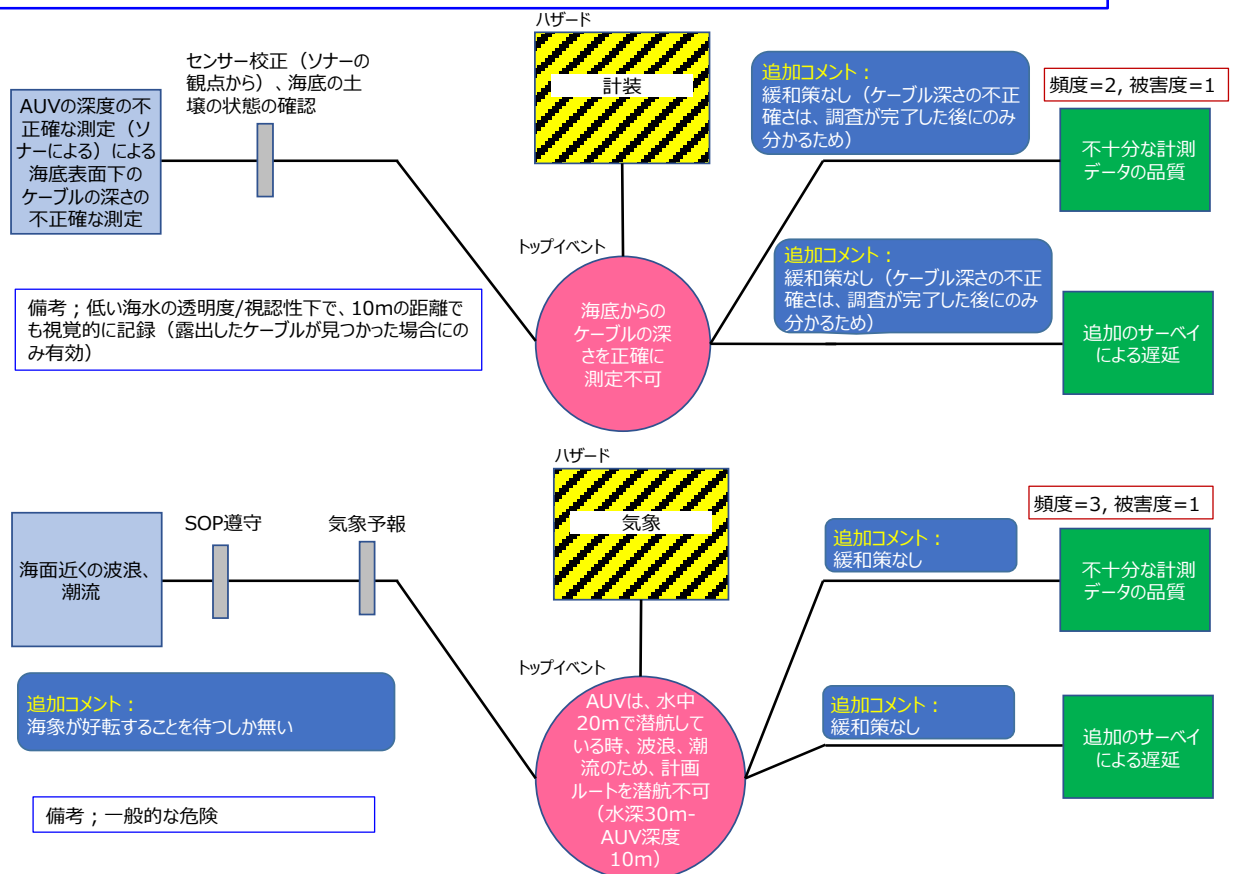 ハザード
計装
センサー校正（ソナーの
観点から）、海底の土
壌の状態の確認
AUVの深度の不
正確な測定（ソ
ナーによる）による
海底表面下の
ケーブルの深さの
不正確な測定
追加コメント：
緩和策なし（ケーブル深さの不正
確さは、調査が完了した後にのみ
分かるため）
頻度=2, 被害度=1
不十分な計測
データの品質
トップイベント
海底からの
ケーブルの深
さを正確に
測定不可
追加コメント：
緩和策なし（ケーブル深さの不正
確さは、調査が完了した後にのみ
分かるため）
追加のサーベイ
による遅延
備考；低い海水の透明度/視認性下で、10mの距離で
も視覚的に記録（露出したケーブルが見つかった場合にの
み有効）
ハザード
気象
SOP遵守
気象予報
海面近くの波浪、
潮流
頻度=3, 被害度=1
追加コメント：
緩和策なし
不十分な計測
データの品質
トップイベント
AUVは、水中
20mで潜航して
いる時、波浪、潮
流のため、計画
ルートを潜航不可
（水深30m-
AUV深度
10m）
追加コメント：
海象が好転することを待つしか無い
追加コメント：
緩和策なし
追加のサーベイ
による遅延
備考；一般的な危険